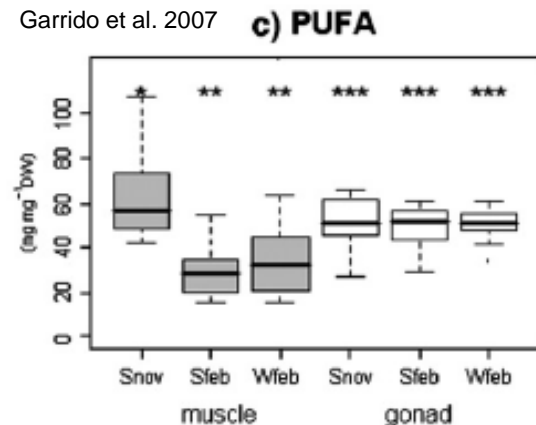 Garrido et al. 2007 c) PUFA
* ** ** *** *** ***
100
80
60
40
20
0
(ng mg⁻¹DW)
Snov Sfeb Wfeb Snov Sfeb Wfeb
muscle gonad